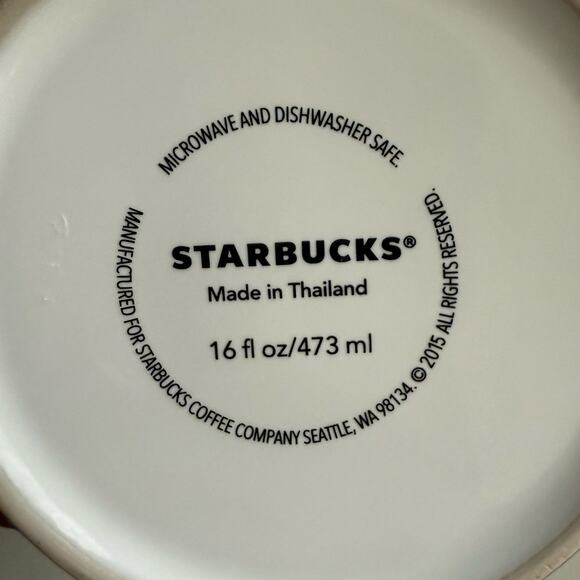 MICROWAVE AND DISHWASHER SAFE.
STARBUCKS®
Made in Thailand
16 fl oz/473 ml
MANUFACTURED FOR STARBUCKS COFFEE COMPANY SEATTLE, WA 98134. © 2015 ALL RIGHTS RESERVED.